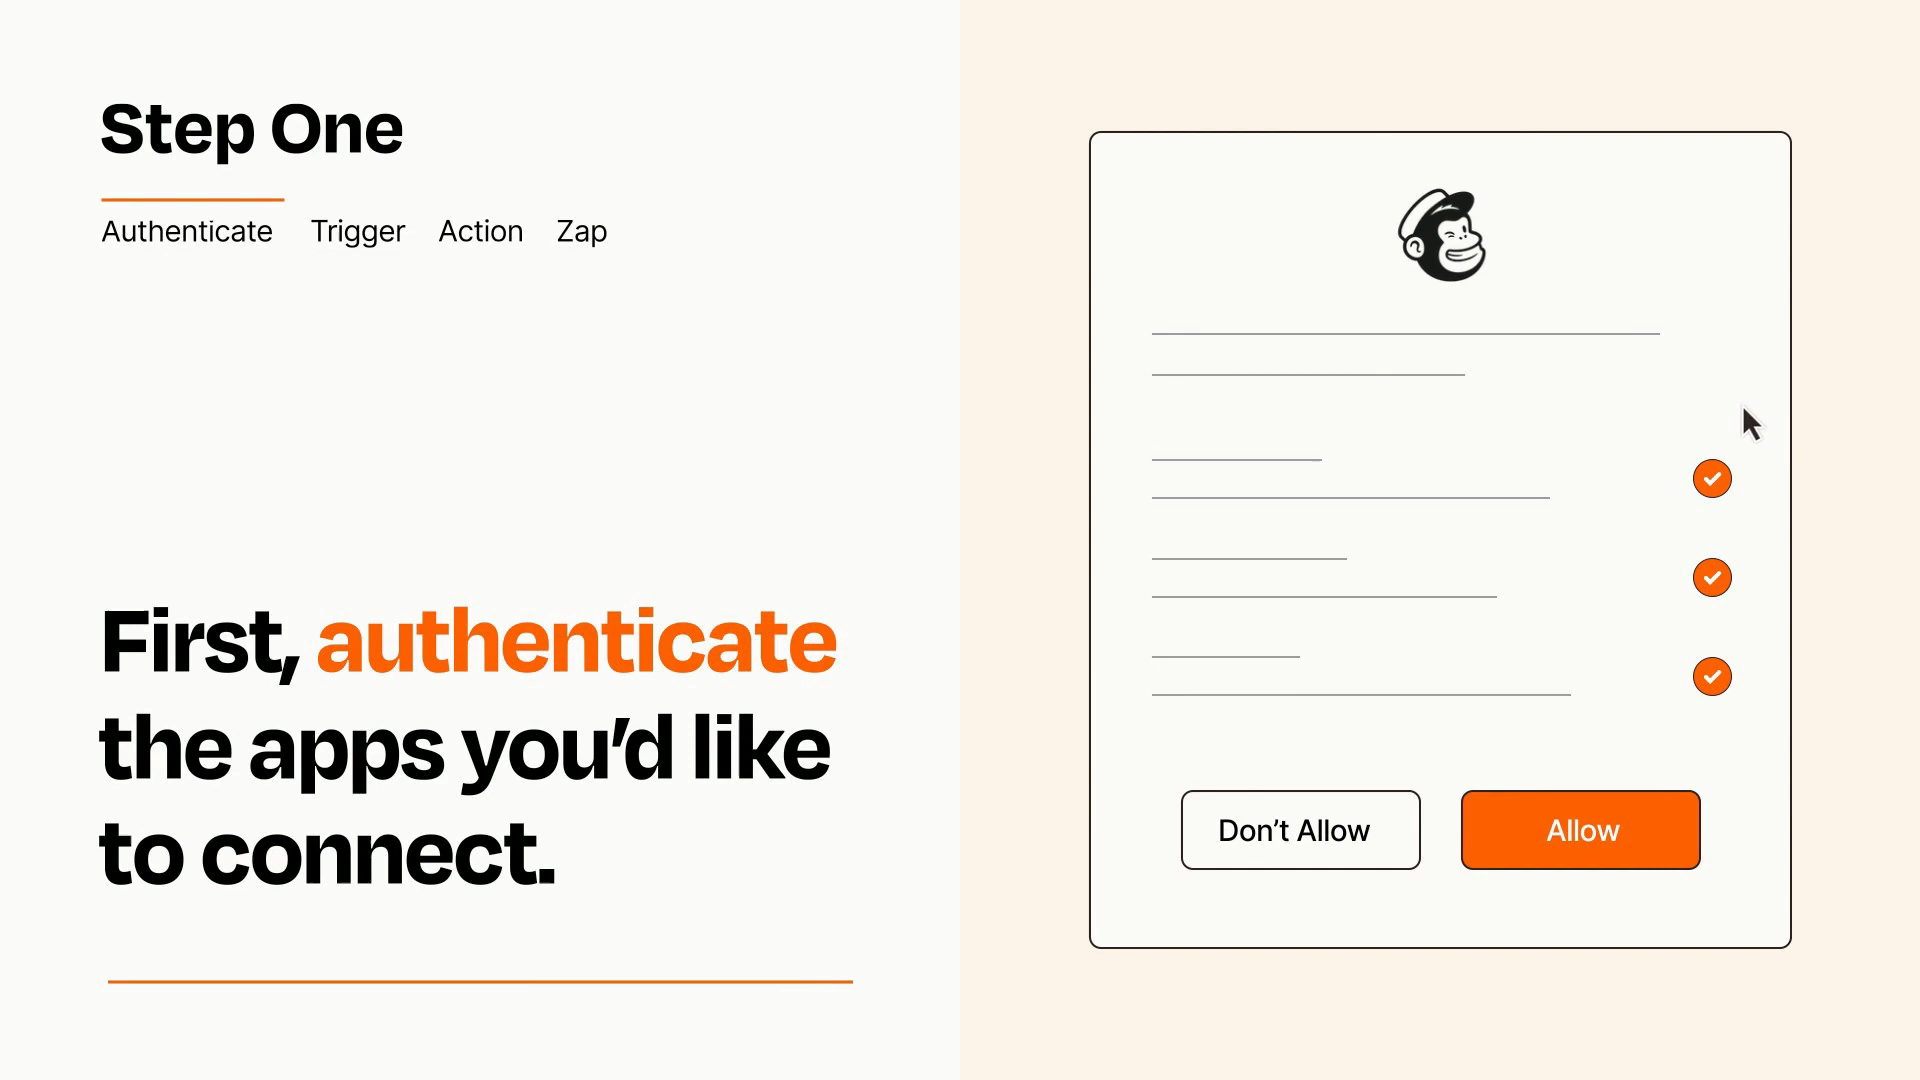 Step One
Authenticate Trigger Action Zap
First, authenticate
the apps you’d like
to connect.
Don’t Allow Allow